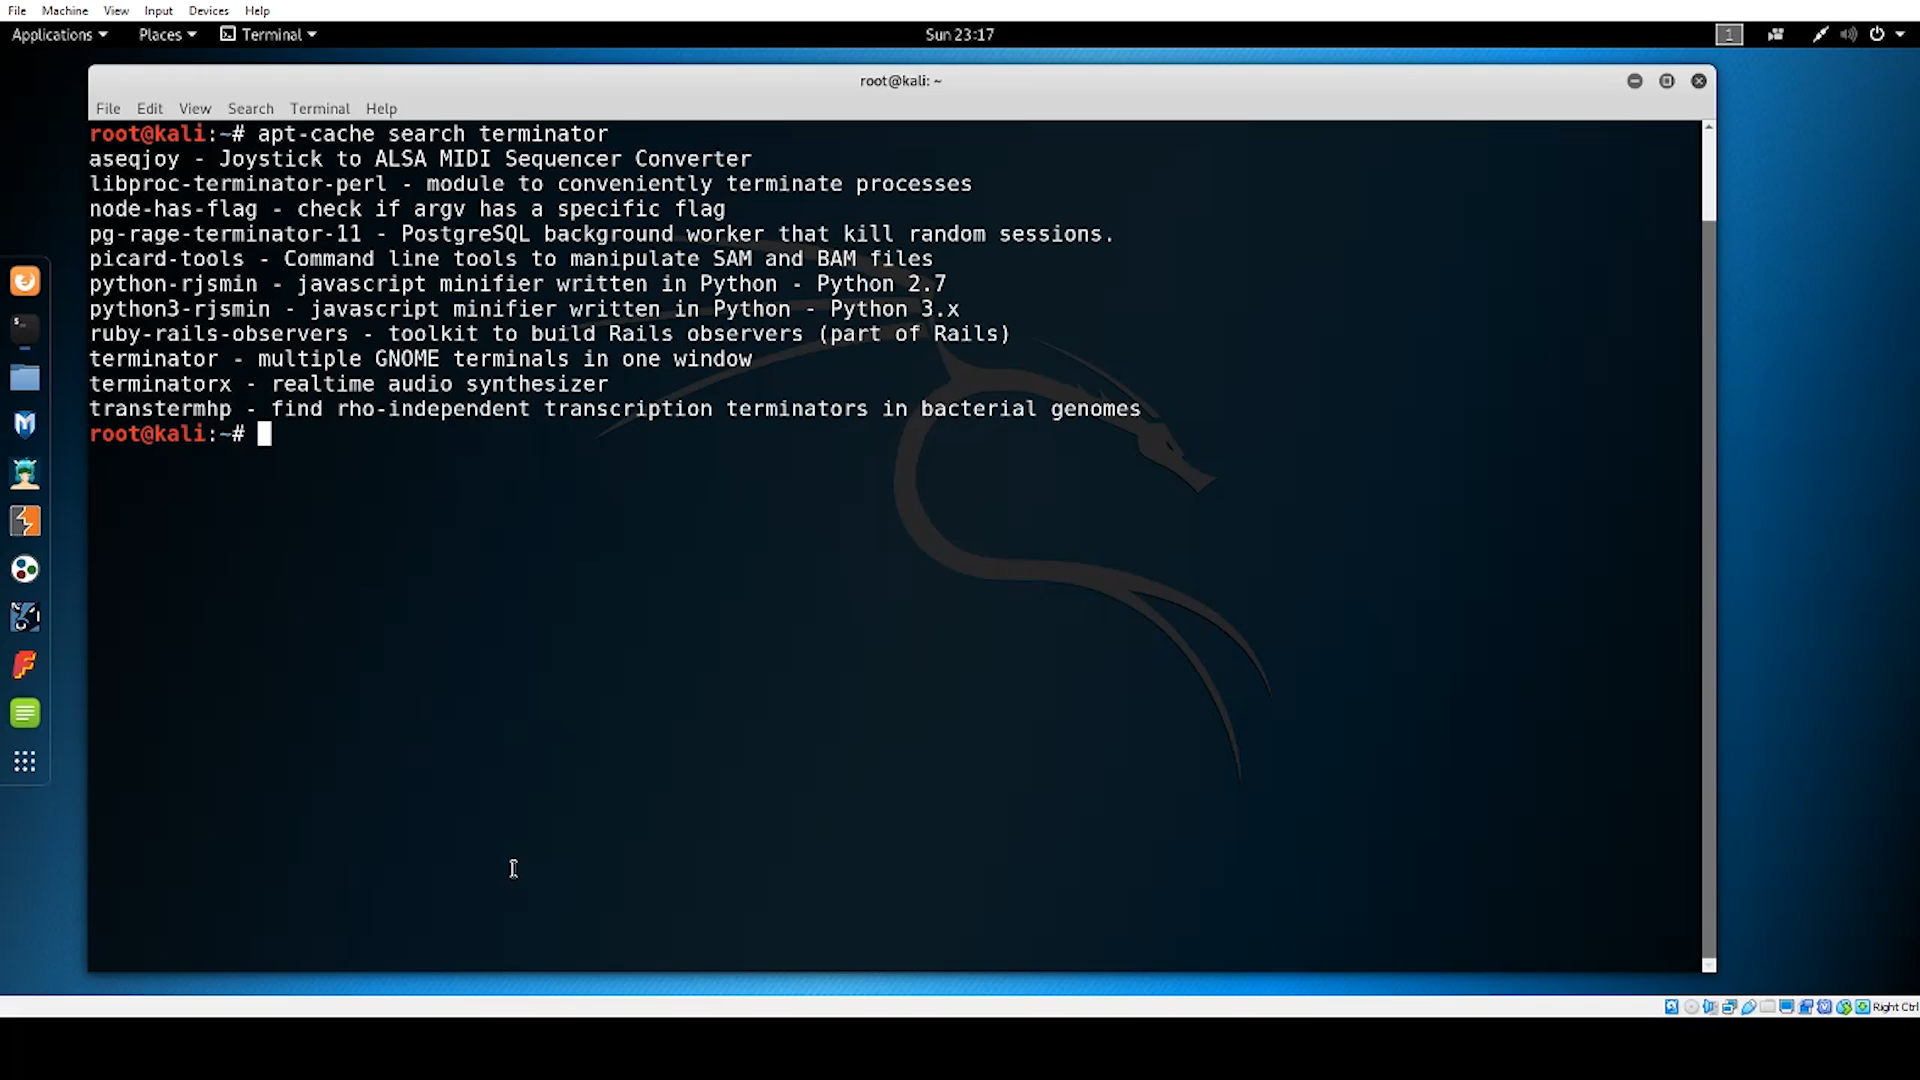 File Machine View Input Devices Help
Applications Places Terminal Sun 23:17 1
root@kali: ~
File Edit View Search Terminal Help
root@kali:~# apt-cache search terminator
aseqjoy - Joystick to ALSA MIDI Sequencer Converter
libproc-terminator-perl - module to conveniently terminate processes
node-has-flag - check if argv has a specific flag
pg-rage-terminator-11 - PostgreSQL background worker that kill random sessions.
picard-tools - Command line tools to manipulate SAM and BAM files
python-rjsmin - javascript minifier written in Python - Python 2.7
python3-rjsmin - javascript minifier written in Python - Python 3.x
ruby-rails-observers - toolkit to build Rails observers (part of Rails)
terminator - multiple GNOME terminals in one window
terminatorx - realtime audio synthesizer
transtermhp - find rho-independent transcription terminators in bacterial genomes
root@kali:~#
Right Ctrl